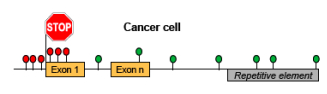 STOP
Cancer cell
Exon 1
Exon n
Repetitive element